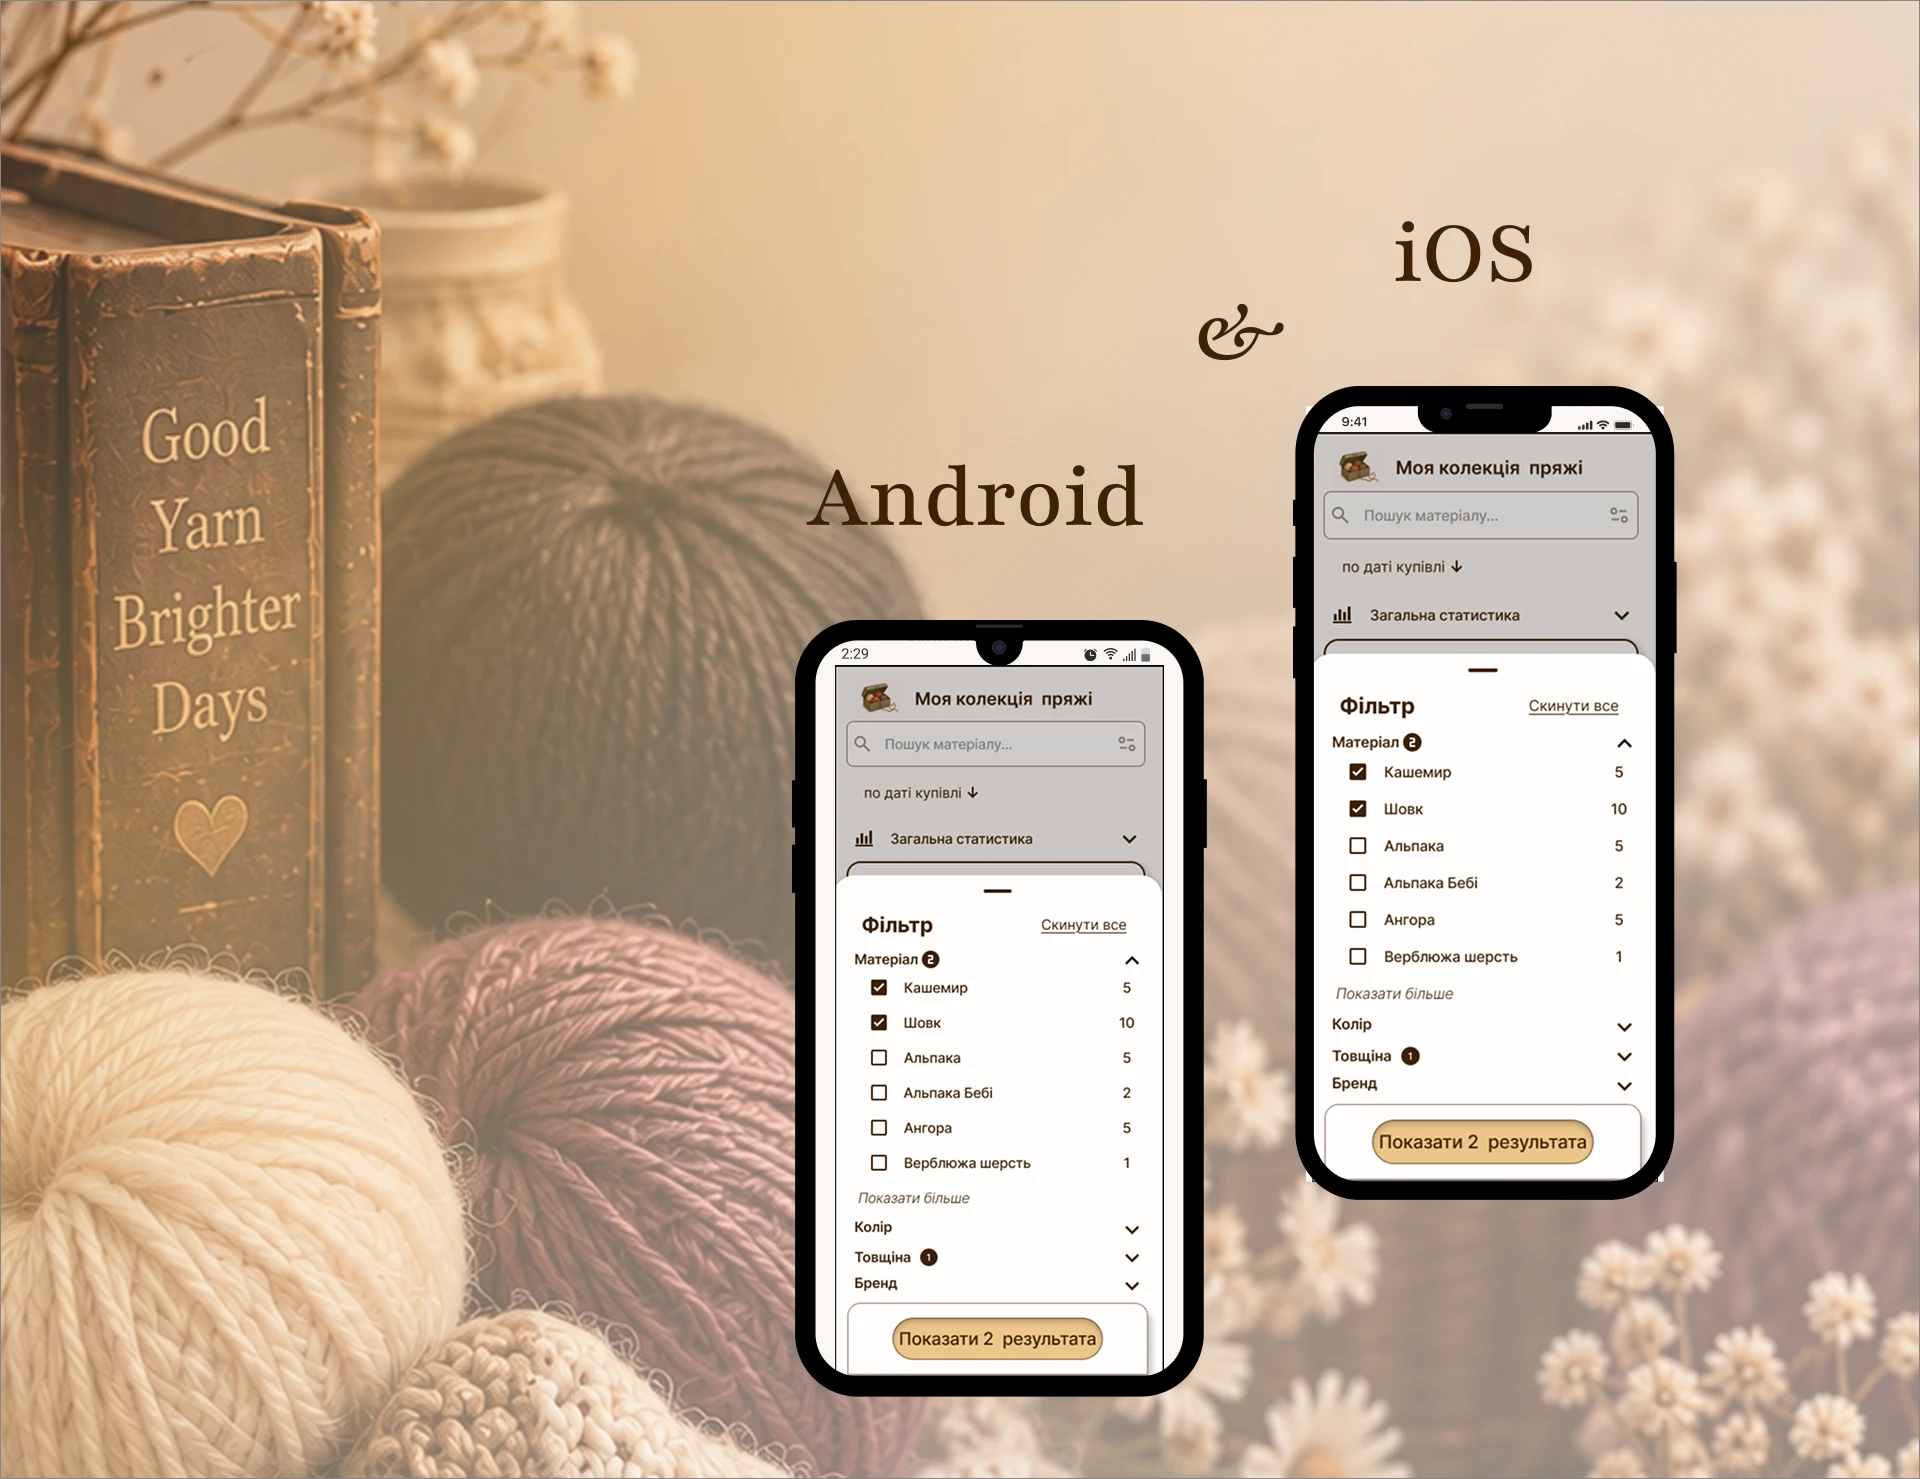 Good
Yarn
Brighter
Days
Android
&
iOS
2:29
Моя колекція пряжі
Пошук матеріалу...
по даті купівлі
Загальна статистика
Фільтр Скинути все
Матеріал 2
Кашемир 5
Шовк 10
Альпака 5
Альпака Бебі 2
Ангора 5
Верблюжа шерсть 1
Показати більше
Колір
Товщіна 1
Бренд
Показати 2 результата
9:41
Моя колекція пряжі
Пошук матеріалу...
по даті купівлі
Загальна статистика
Фільтр Скинути все
Матеріал 2
Кашемир 5
Шовк 10
Альпака 5
Альпака Бебі 2
Ангора 5
Верблюжа шерсть 1
Показати більше
Колір
Товщіна 1
Бренд
Показати 2 результата